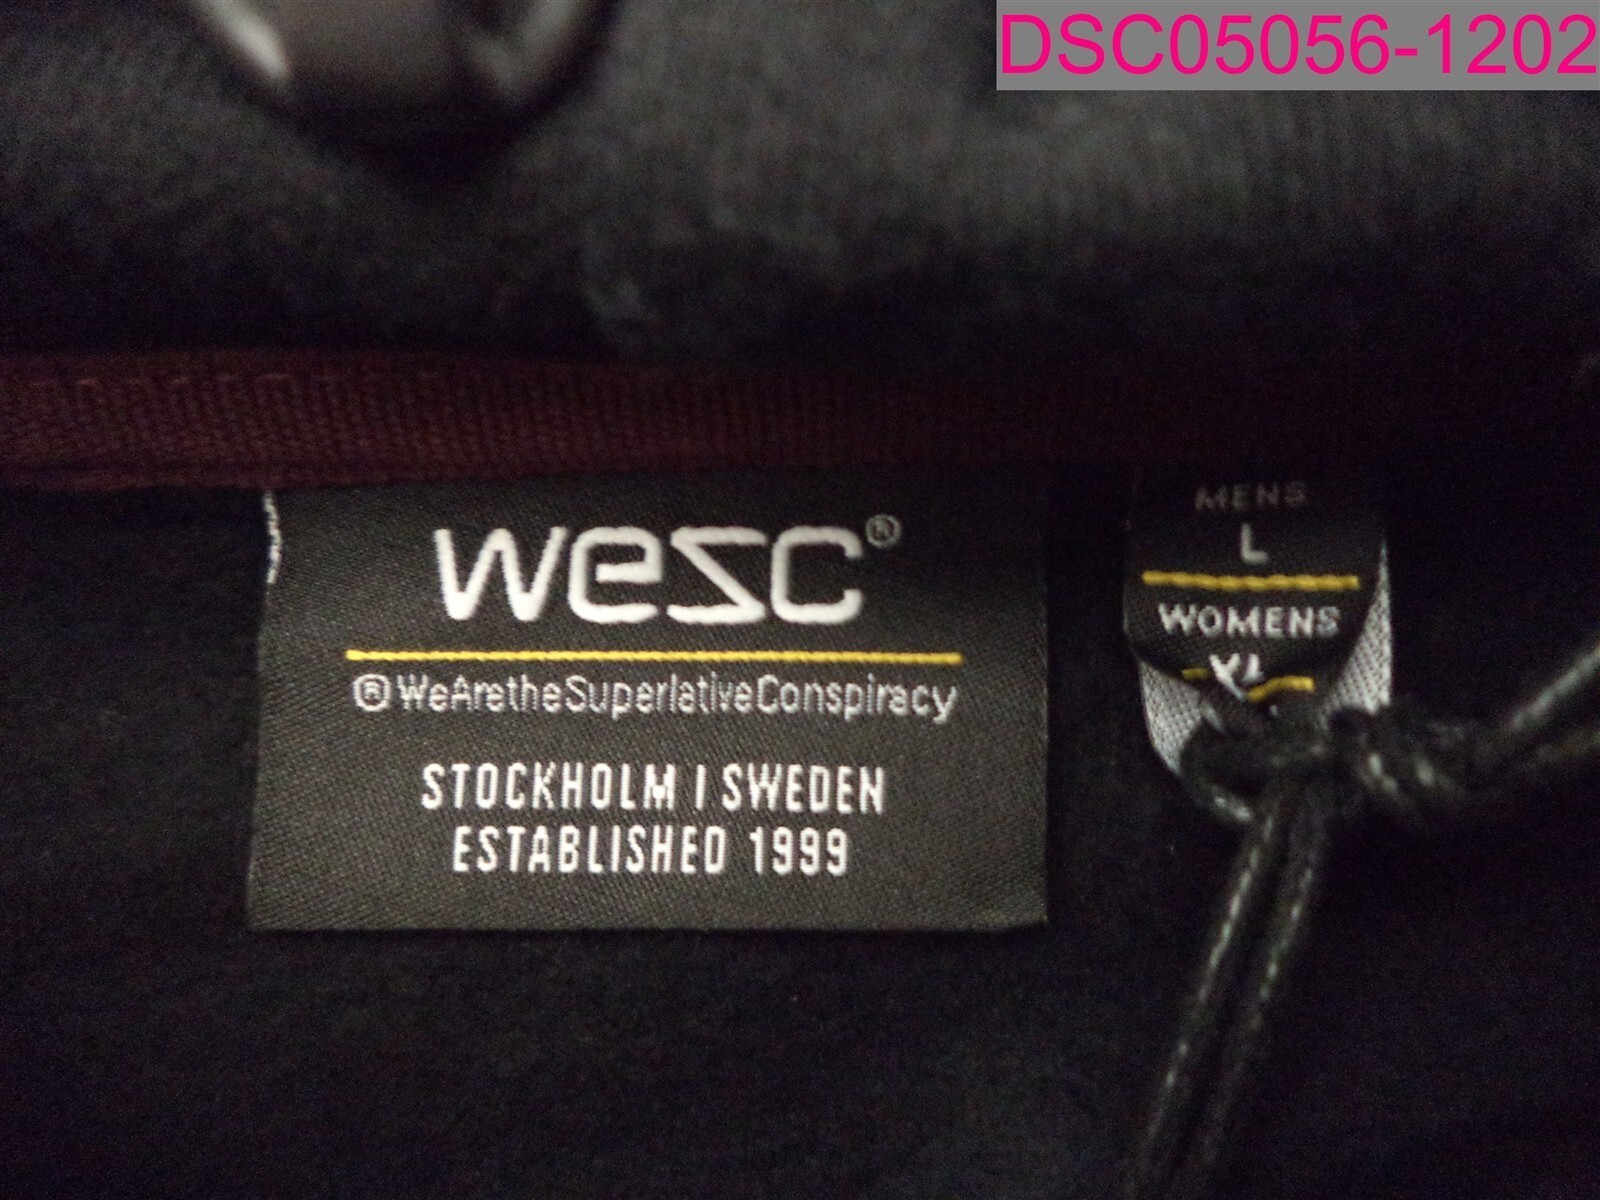 DSC05056-1202
wesc®
®WeAretheSuperlativeConspiracy
STOCKHOLM | SWEDEN
ESTABLISHED 1999
MENS
L
WOMENS
XL